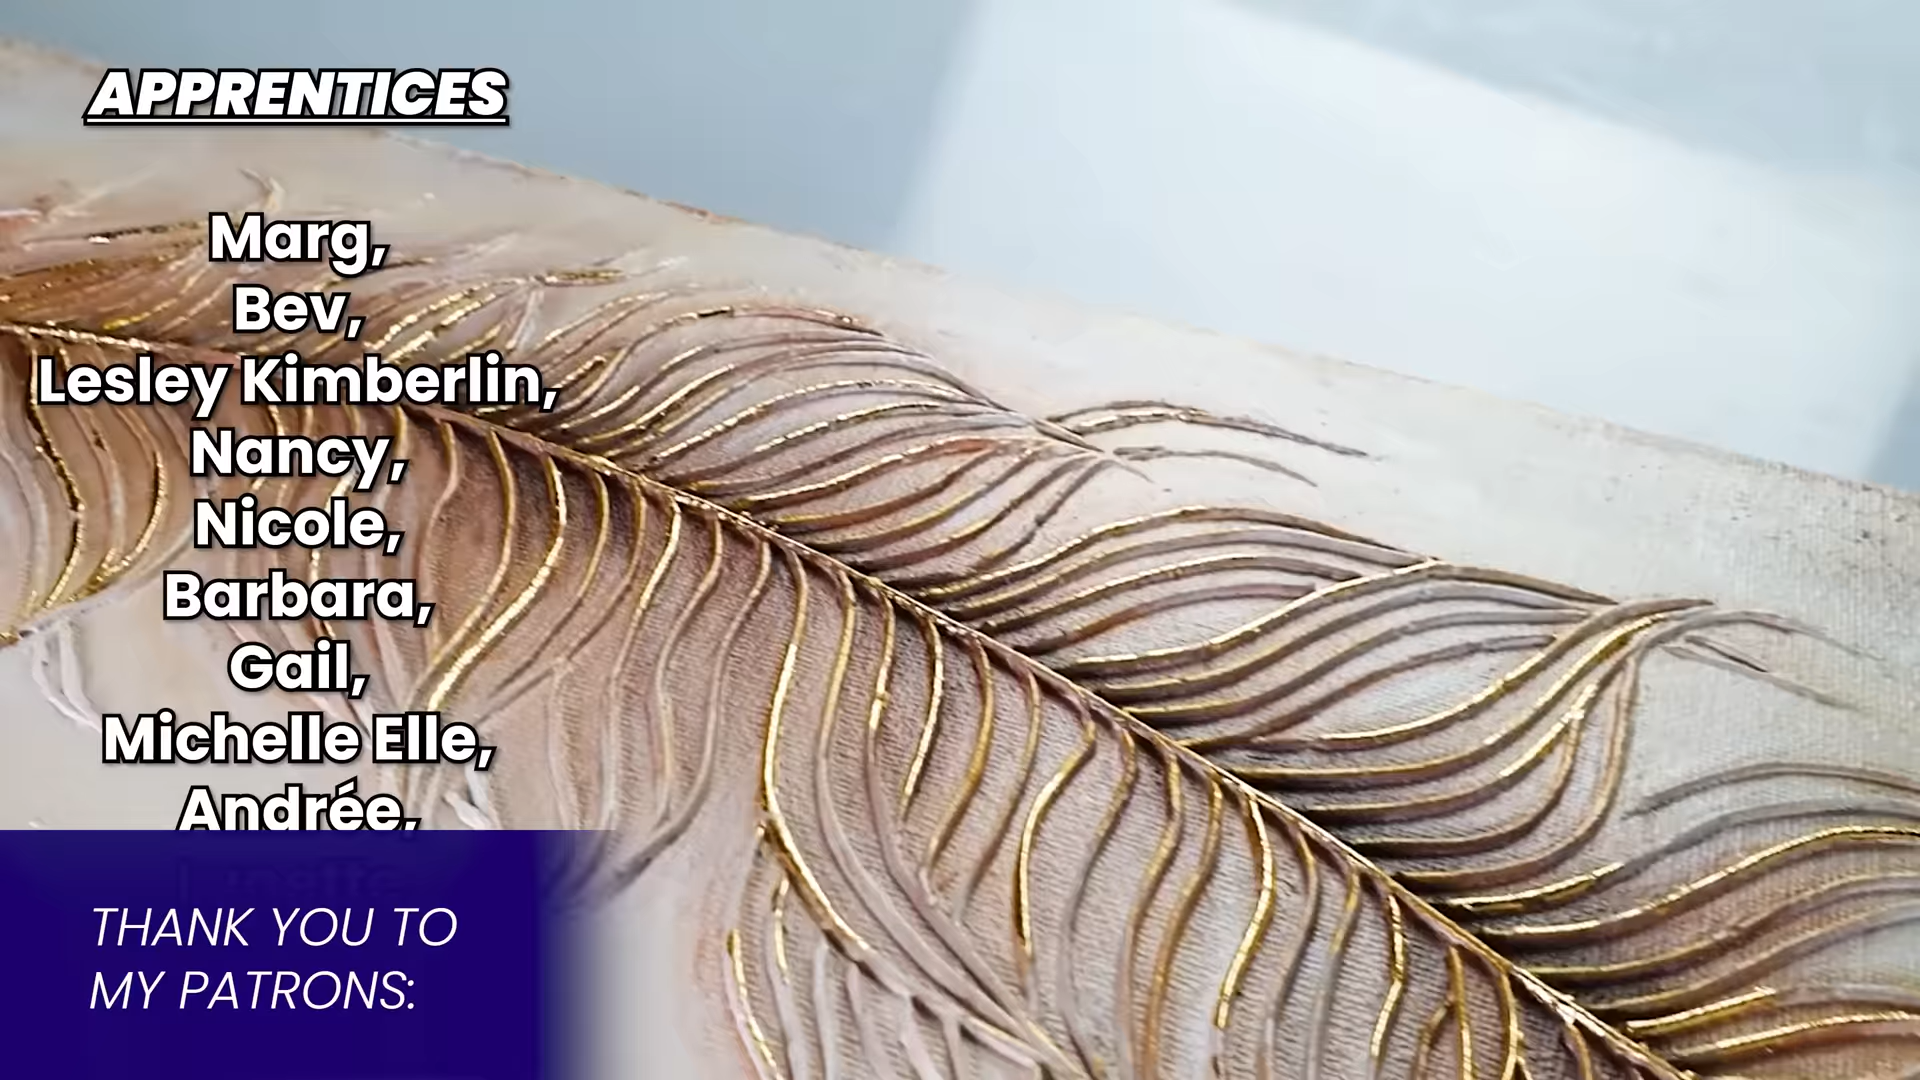 APPRENTICES
Marg,
Bev,
Lesley Kimberlin,
Nancy,
Nicole,
Barbara,
Gail,
Michelle Elle,
Andrée,
THANK YOU TO
MY PATRONS: